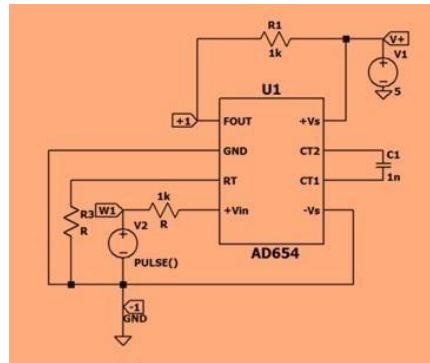 R1
V+
1k
V1
U1
+1
FOUT
+Vs
5
GND
CT2
C1
RT
CT1
1n
1k
R3
W1
R
R
+Vin
-Vs
V2
PULSE()
AD654
-1
GND